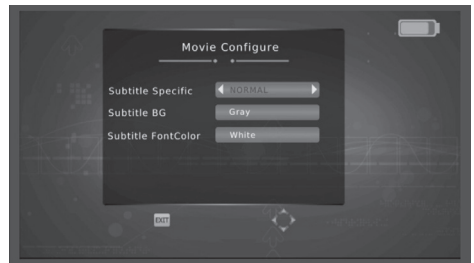 Movie Configure
Subtitle Specific NORMAL
Subtitle BG Gray
Subtitle FontColor White
EXIT